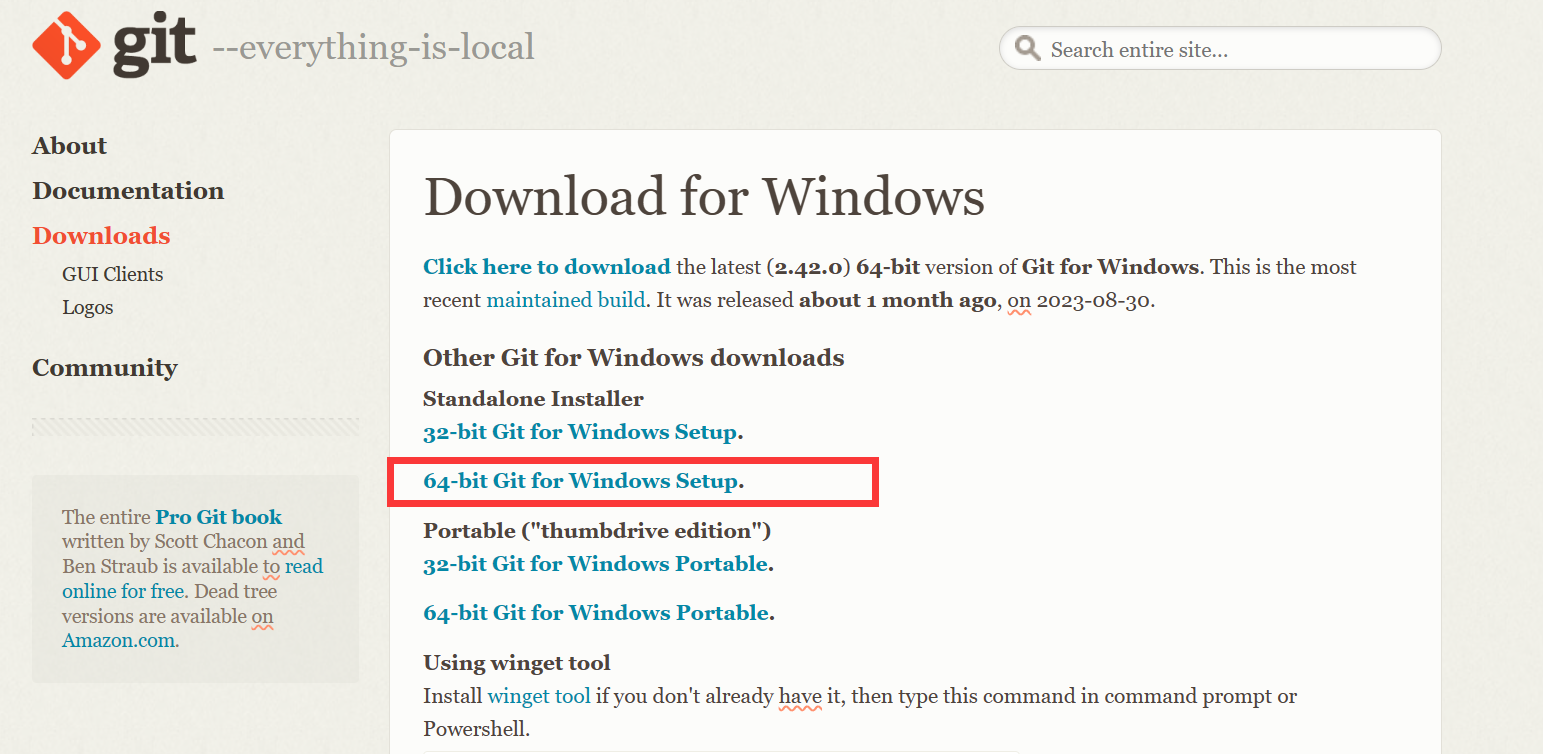 git --everything-is-local
Search entire site...
About
Documentation
Downloads
GUI Clients
Logos
Community
The entire Pro Git book
written by Scott Chacon and
Ben Straub is available to read
online for free. Dead tree
versions are available on
Amazon.com.
Download for Windows
Click here to download the latest (2.42.0) 64-bit version of Git for Windows. This is the most
recent maintained build. It was released about 1 month ago, on 2023-08-30.
Other Git for Windows downloads
Standalone Installer
32-bit Git for Windows Setup.
64-bit Git for Windows Setup.
Portable ("thumbdrive edition")
32-bit Git for Windows Portable.
64-bit Git for Windows Portable.
Using winget tool
Install winget tool if you don't already have it, then type this command in command prompt or
Powershell.